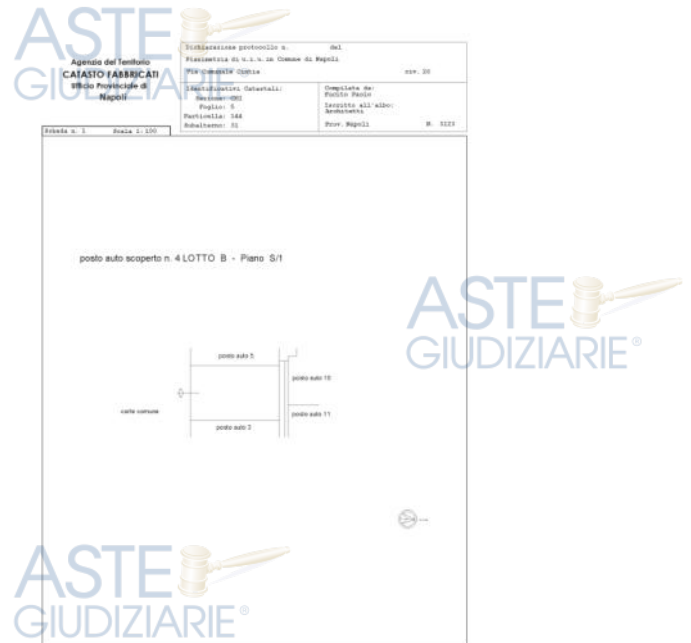 ASTE
GIUDIZIARIE®
Agenzia del Territorio
CATASTO FABBRICATI
Ufficio Provinciale di
Napoli
Dichiarazione protocollo n. del
Planimetria di u.i.u. in Comune di Napoli
Via Comunale Cintia civ. 20
Identificativi Catastali:
Sezione: CHI
Foglio: 5
Particella: 144
Subalterno: 31
Compilata da:
Paolo
Iscritto all'albo:
Architetti
Prov. Napoli N.
Scheda n. 1 Scala 1:100
posto auto scoperto n. 4 LOTTO B - Piano S/1
ASTE
GIUDIZIARIE®
posto auto 5
posto auto 10
corte comune
posto auto 11
posto auto 3
ASTE
GIUDIZIARIE®